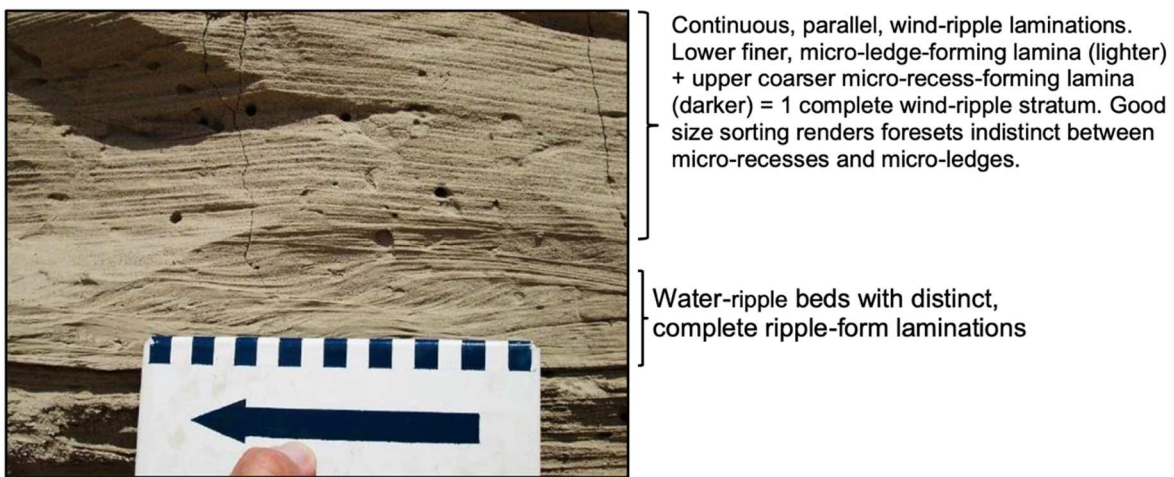 Continuous, parallel, wind-ripple laminations.
Lower finer, micro-ledge-forming lamina (lighter)
+ upper coarser micro-recess-forming lamina
(darker) = 1 complete wind-ripple stratum. Good
size sorting renders foresets indistinct between
micro-recesses and micro-ledges.
Water-ripple beds with distinct,
complete ripple-form laminations